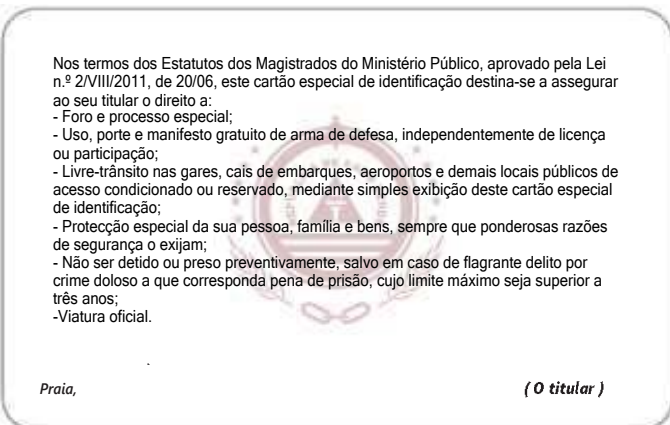 Nos termos dos Estatutos dos Magistrados do Ministério Público, aprovado pela Lei
n.º 2/VIII/2011, de 20/06, este cartão especial de identificação destina-se a assegurar
ao seu titular o direito a:
- Foro e processo especial;
- Uso, porte e manifesto gratuito de arma de defesa, independentemente de licença
ou participação;
- Livre-trânsito nas gares, cais de embarques, aeroportos e demais locais públicos de
acesso condicionado ou reservado, mediante simples exibição deste cartão especial
de identificação;
- Protecção especial da sua pessoa, família e bens, sempre que ponderosas razões
de segurança o exijam;
- Não ser detido ou preso preventivamente, salvo em caso de flagrante delito por
crime doloso a que corresponda pena de prisão, cujo limite máximo seja superior a
três anos;
-Viatura oficial.
Praia,
( O titular )